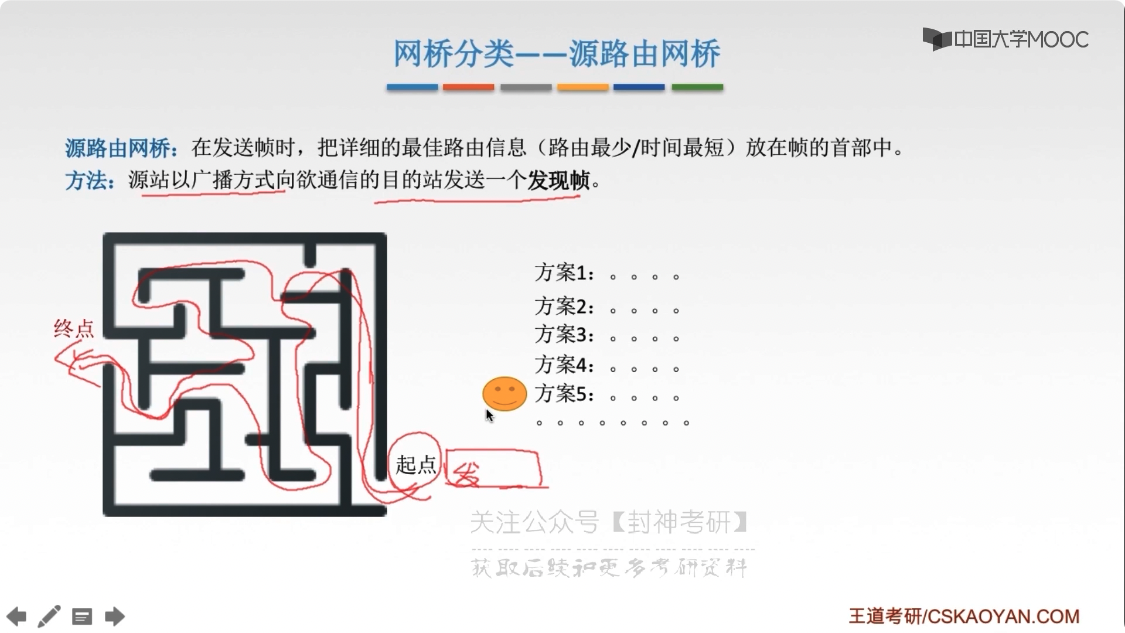 中国大学MOOC
网桥分类——源路由网桥
源路由网桥：在发送帧时，把详细的最佳路由信息（路由最少/时间最短）放在帧的首部中。
方法：源站以广播方式向欲通信的目的站发送一个发现帧。
终点
方案1：。。。。
方案2：。。。。
方案3：。。。。
方案4：。。。。
方案5：。。。。
。。。。。。。。
起点
发
关注公众号【封神考研】
获取后续和更多考研资料
王道考研/CSKAOYAN.COM